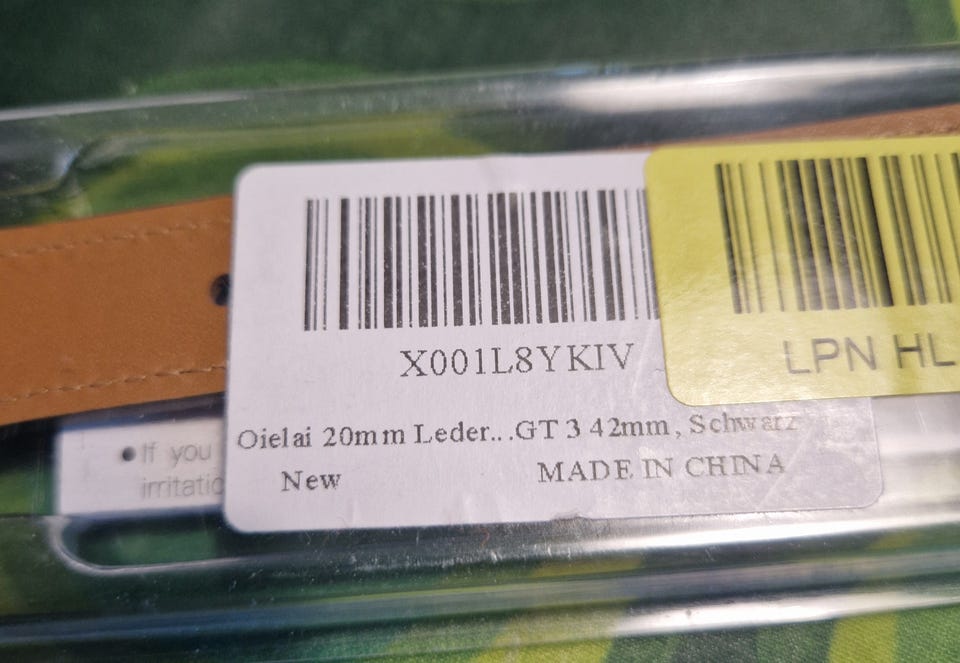 X001L8YKIV
LPN HL
Oielai 20mm Leder...GT 3 42mm, Schwarz
New
MADE IN CHINA
•If you
irritatio